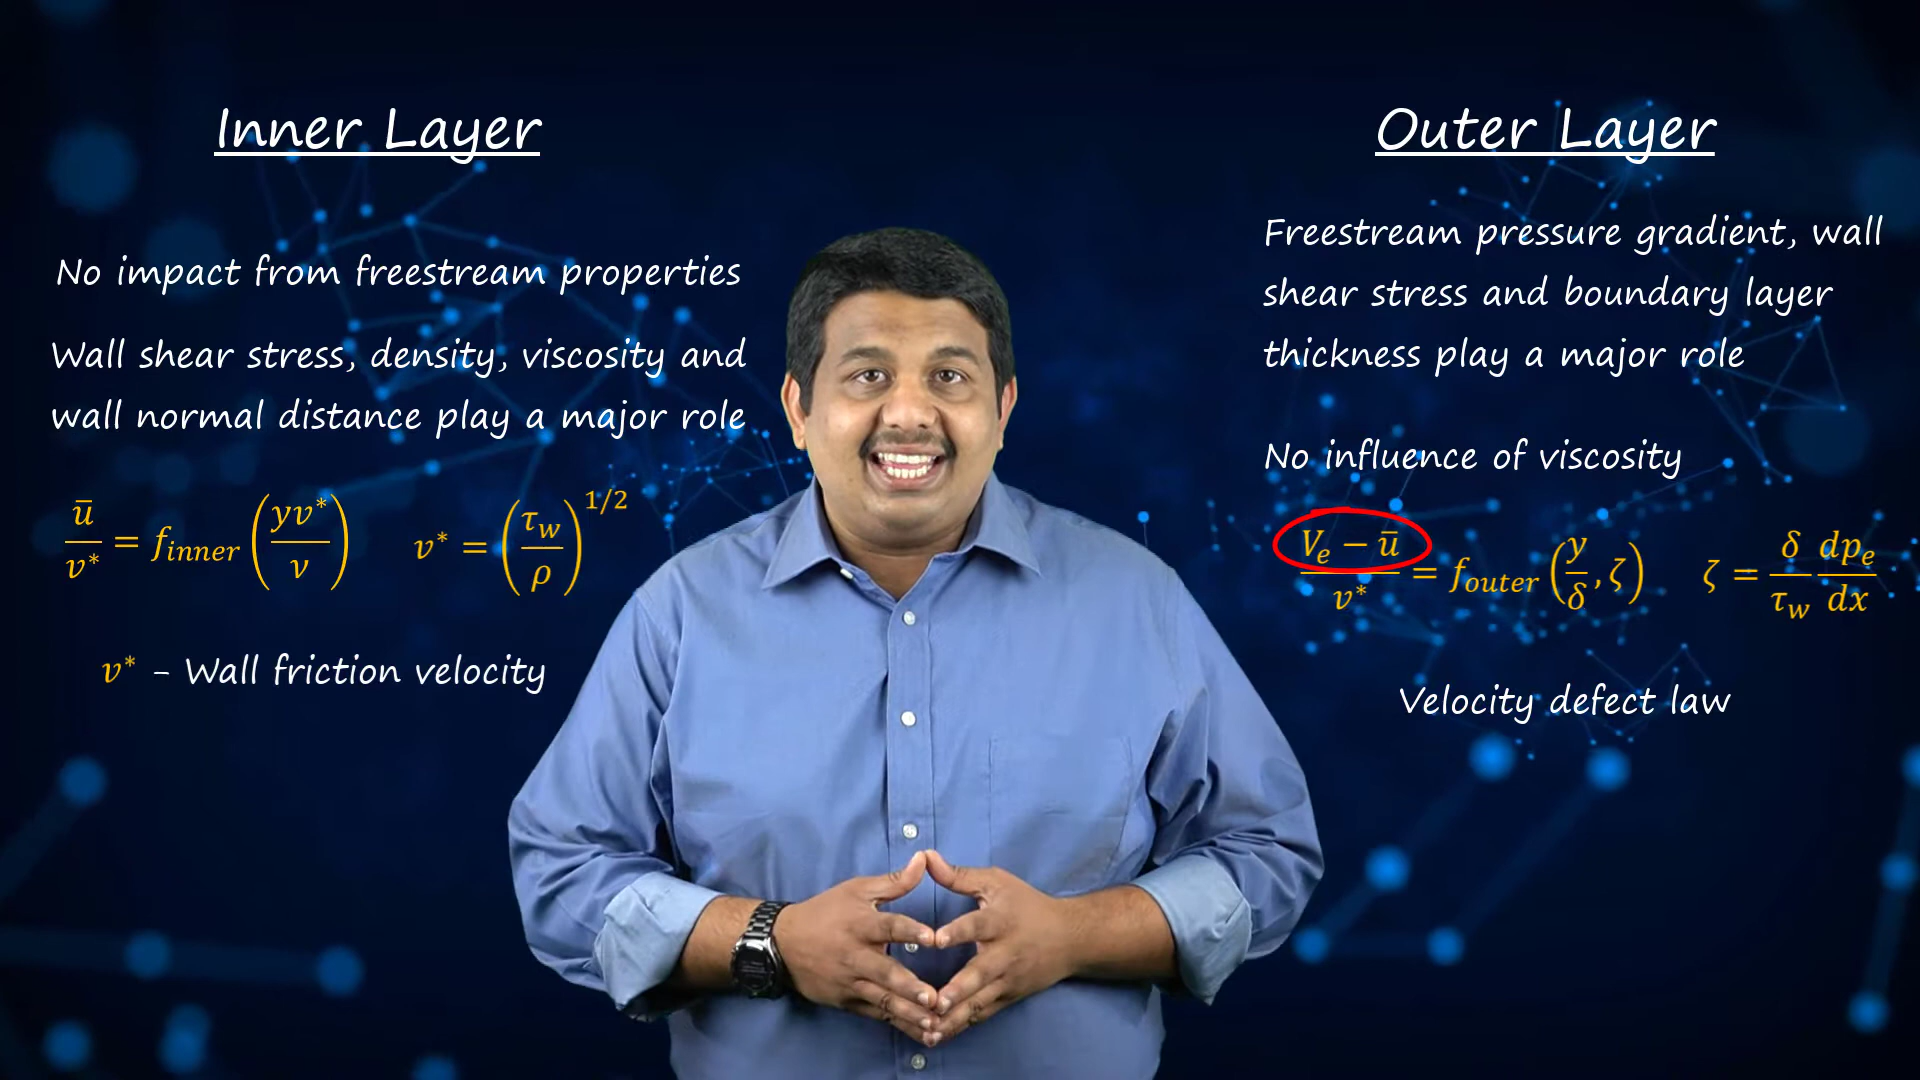 Inner Layer
No impact from freestream properties
Wall shear stress, density, viscosity and
wall normal distance play a major role
ū/v* = f_inner (yv*/ν)   v* = (τ_w/ρ)^1/2
v* - Wall friction velocity
Outer Layer
Freestream pressure gradient, wall
shear stress and boundary layer
thickness play a major role
No influence of viscosity
(V_e − ū)/v* = f_outer (y/δ, ζ)   ζ = δ/τ_w dp_e/dx
Velocity defect law